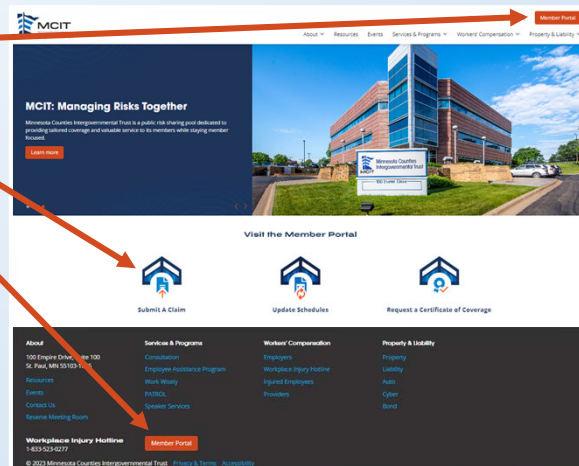 MCIT
Member Portal
About Resources Events Services & Programs Workers' Compensation Property & Liability
MCIT: Managing Risks Together
Minnesota Counties Intergovernmental Trust is a public risk sharing pool dedicated to
providing tailored coverage and valuable service to its members while staying member
focused.
Learn more
Minnesota Counties
Intergovernmental Trust
MCIT
100 Empire Drive
Visit the Member Portal
Submit A Claim Update Schedules Request a Certificate of Coverage
About Services & Programs Workers' Compensation Property & Liability
100 Empire Drive, Suite 100
St. Paul, MN
Consultation Employers Property
Employee Assistance Program Workplace Injury Hotline Liability
Resources Work Wisely Injured Employees Auto
Events PATROL Providers Cyber
Contact Us Speaker Services Bond
Reserve Meeting Room
Workplace Injury Hotline
1-833-523-0277
Member Portal
© 2023 Minnesota Counties Intergovernmental Trust Privacy & Terms Accessibility